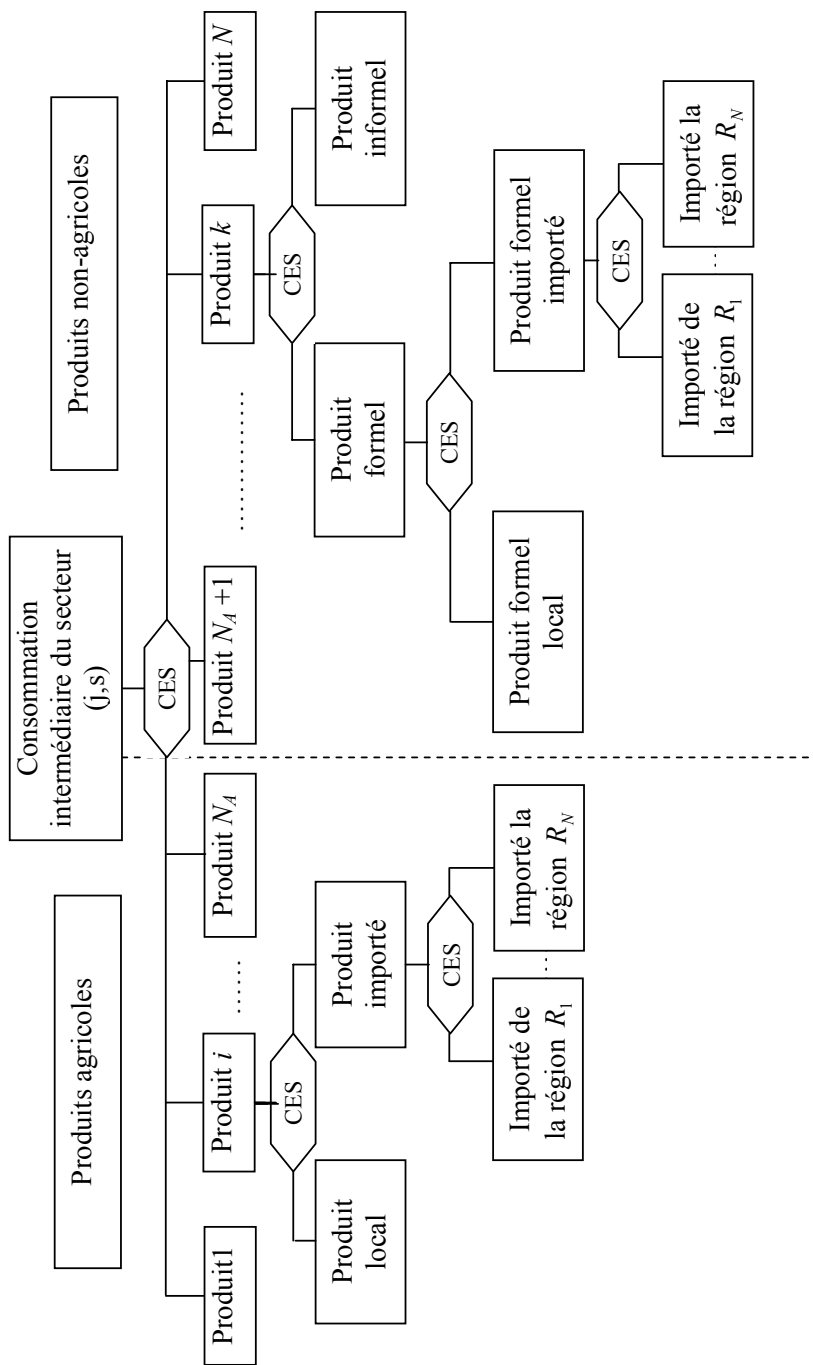 Consommation
intermédiaire du secteur
(j,s)
Produits agricoles
Produits non-agricoles
CES
Produit1
Produit i
......
Produit N_A
Produit N_A +1
............
Produit k
Produit N
CES
CES
Produit
local
Produit
importé
Produit
formel
Produit
informel
CES
CES
Importé de
la région R_1
......
Importé la
région R_N
Produit formel
local
Produit formel
importé
CES
Importé de
la région R_1
...
Importé la
région R_N